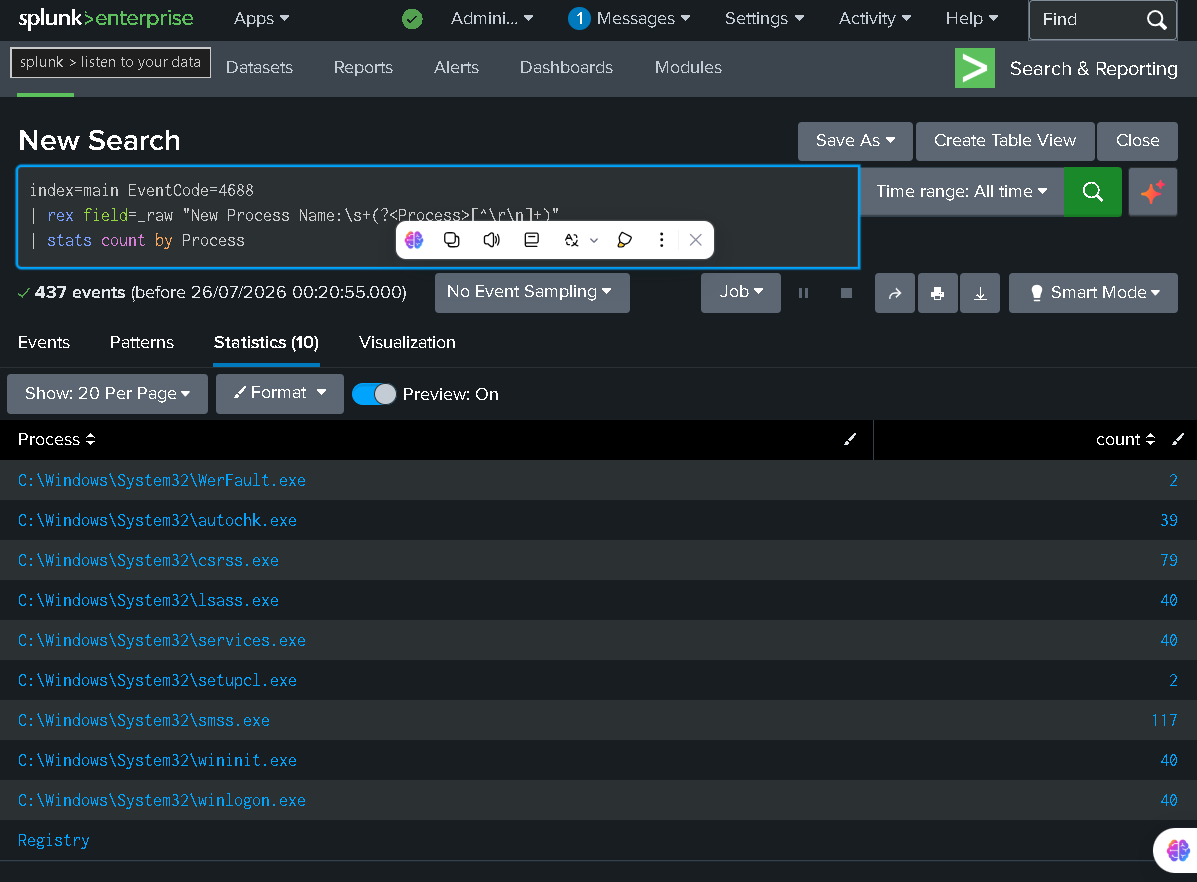 splunk>enterprise Apps Admini... 1 Messages Settings Activity Help Find
splunk > listen to your data Datasets Reports Alerts Dashboards Modules Search & Reporting
New Search
Save As Create Table View Close
index=main EventCode=4688
| rex field=_raw "New Process Name:\s+(?<Process>[^\r\n]+)"
| stats count by Process
Time range: All time
437 events (before 26/07/2026 00:20:55.000) No Event Sampling Job Smart Mode
Events Patterns Statistics (10) Visualization
Show: 20 Per Page Format Preview: On
Process count
C:\Windows\System32\WerFault.exe 2
C:\Windows\System32\autochk.exe 39
C:\Windows\System32\csrss.exe 79
C:\Windows\System32\lsass.exe 40
C:\Windows\System32\services.exe 40
C:\Windows\System32\setupcl.exe 2
C:\Windows\System32\smss.exe 117
C:\Windows\System32\wininit.exe 40
C:\Windows\System32\winlogon.exe 40
Registry